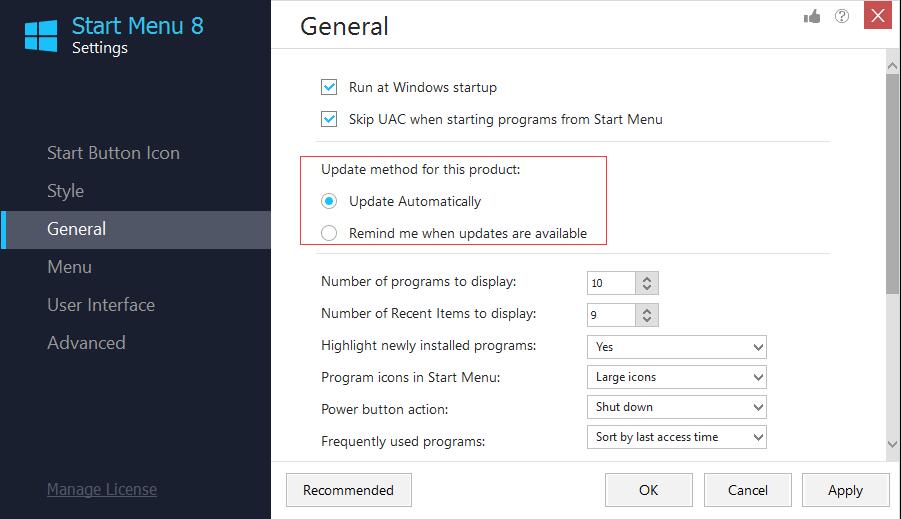 Start Menu 8
Settings
Start Button Icon
Style
General
Menu
User Interface
Advanced
Manage License
General
Run at Windows startup
Skip UAC when starting programs from Start Menu
Update method for this product:
Update Automatically
Remind me when updates are available
Number of programs to display: 10
Number of Recent Items to display: 9
Highlight newly installed programs: Yes
Program icons in Start Menu: Large icons
Power button action: Shut down
Frequently used programs: Sort by last access time
Recommended OK Cancel Apply